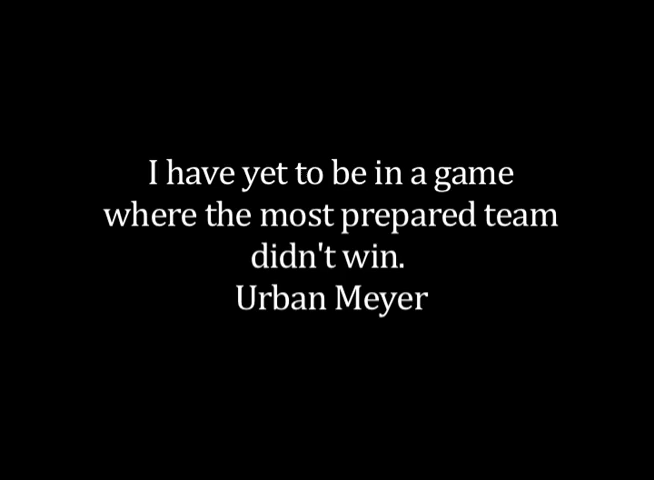 I have yet to be in a game
where the most prepared team
didn't win.
Urban Meyer